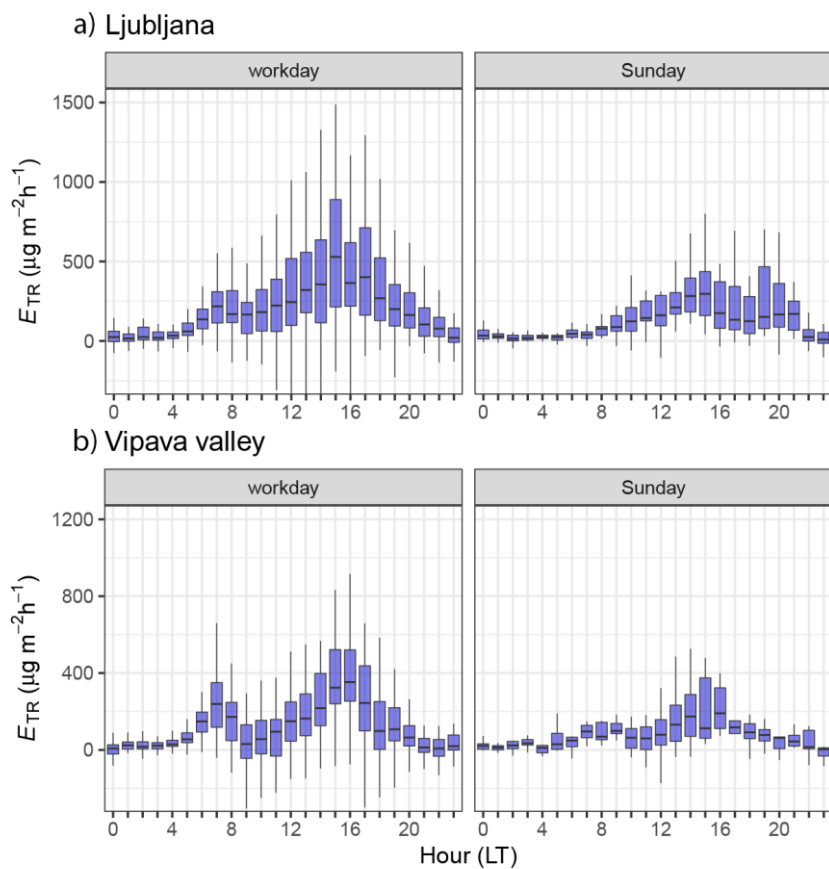 a) Ljubljana
workday Sunday
1500
1000
500
0
E_TR (μg m⁻²h⁻¹)
0 4 8 12 16 20 0 4 8 12 16 20
b) Vipava valley
workday Sunday
1200
800
400
0
E_TR (μg m⁻²h⁻¹)
0 4 8 12 16 20 0 4 8 12 16 20
Hour (LT)